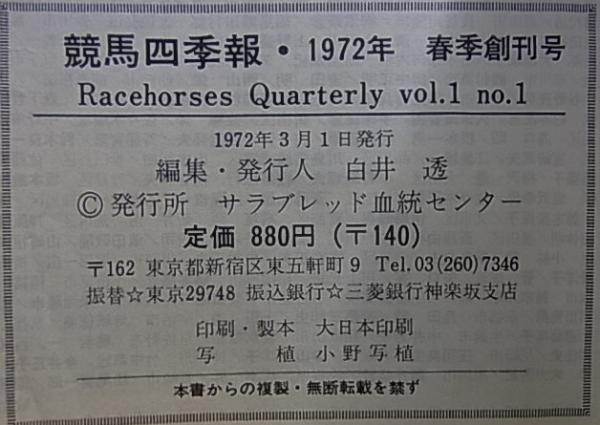 競馬四季報・1972年 春季創刊号
Racehorses Quarterly vol.1 no.1
1972年3月1日発行
編集・発行人 白井 透
©発行所 サラブレッド血統センター
定価 880円(〒140)
〒162 東京都新宿区東五軒町9 Tel.03(260)7346
振替☆東京29748 振込銀行☆三菱銀行神楽坂支店
印刷・製本 大日本印刷
写 植 小野写植
本書からの複製・無断転載を禁ず